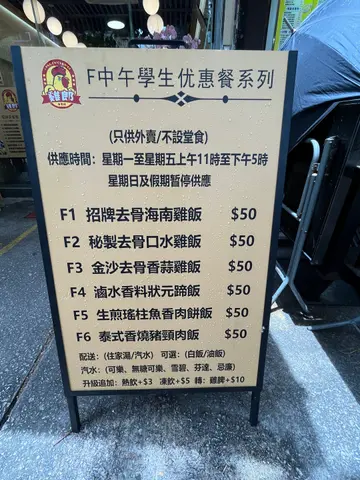 雞郎
F中午學生优惠餐系列
(只供外賣/不設堂食)
供應時間：星期一至星期五上午11時至下午5時
星期日及假期暫停供應
F1 招牌去骨海南雞飯 $50
F2 秘製去骨口水雞飯 $50
F3 金沙去骨香蒜雞飯 $50
F4 滷水香料狀元蹄飯 $50
F5 生煎瑤柱魚香肉餅飯 $50
F6 泰式香燒豬頸肉飯 $50
配送：(住家湯/汽水) 可選：(白飯/油飯)
汽水：(可樂、無糖可樂、雪碧、芬達、忌廉)
升級追加：熱飲+$3 凍飲+$5 轉：雞脾+$10